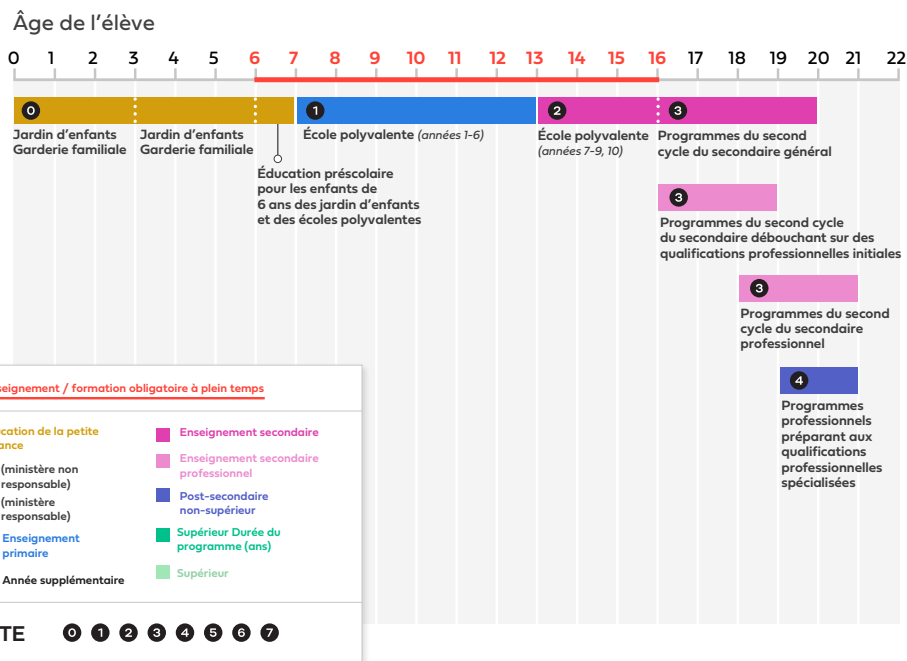 Âge de l'élève
0 1 2 3 4 5 6 7 8 9 10 11 12 13 14 15 16 17 18 19 20 21 22
0
1
2
3
Jardin d'enfants
Garderie familiale
Jardin d'enfants
Garderie familiale
Éducation préscolaire
pour les enfants de
6 ans des jardin d'enfants
et des écoles polyvalentes
École polyvalente (années 1-6)
École polyvalente
(années 7-9, 10)
Programmes du second
cycle du secondaire général
3
Programmes du second cycle
du secondaire débouchant sur des
qualifications professionnelles initiales
3
Programmes du second
cycle du secondaire
professionnel
4
Programmes
professionnels
préparant aux
qualifications
professionnelles
spécialisées
seignement / formation obligatoire à plein temps
cation de la petite
ance
(ministère non
responsable)
(ministère
responsable)
Enseignement
primaire
Année supplémentaire
Enseignement secondaire
Enseignement secondaire
professionnel
Post-secondaire
non-supérieur
Supérieur Durée du
programme (ans)
Supérieur
TE 0 1 2 3 4 5 6 7